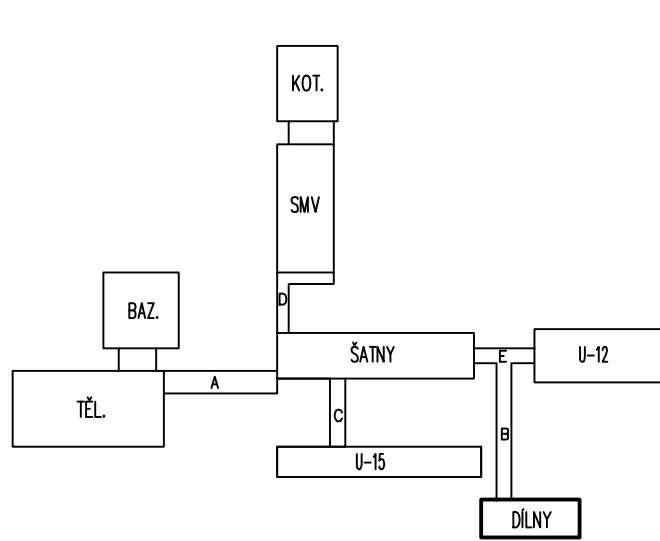 KOT.
SMV
BAZ.
D
ŠATNY
E
U-12
A
TĚL.
C
B
U-15
DÍLNY